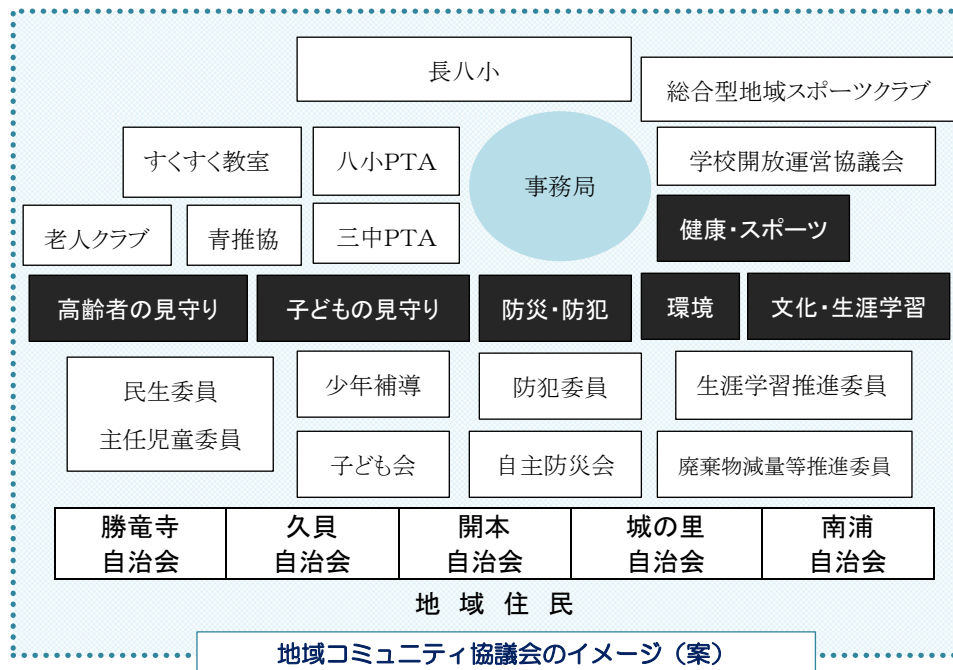 長八小
総合型地域スポーツクラブ
すくすく教室
八小PTA
事務局
学校開放運営協議会
老人クラブ
青推協
三中PTA
健康・スポーツ
高齢者の見守り
子どもの見守り
防災・防犯
環境
文化・生涯学習
民生委員
主任児童委員
少年補導
防犯委員
生涯学習推進委員
子ども会
自主防災会
廃棄物減量等推進委員
勝竜寺
自治会
久貝
自治会
開本
自治会
城の里
自治会
南浦
自治会
地域住民
地域コミュニティ協議会のイメージ（案）